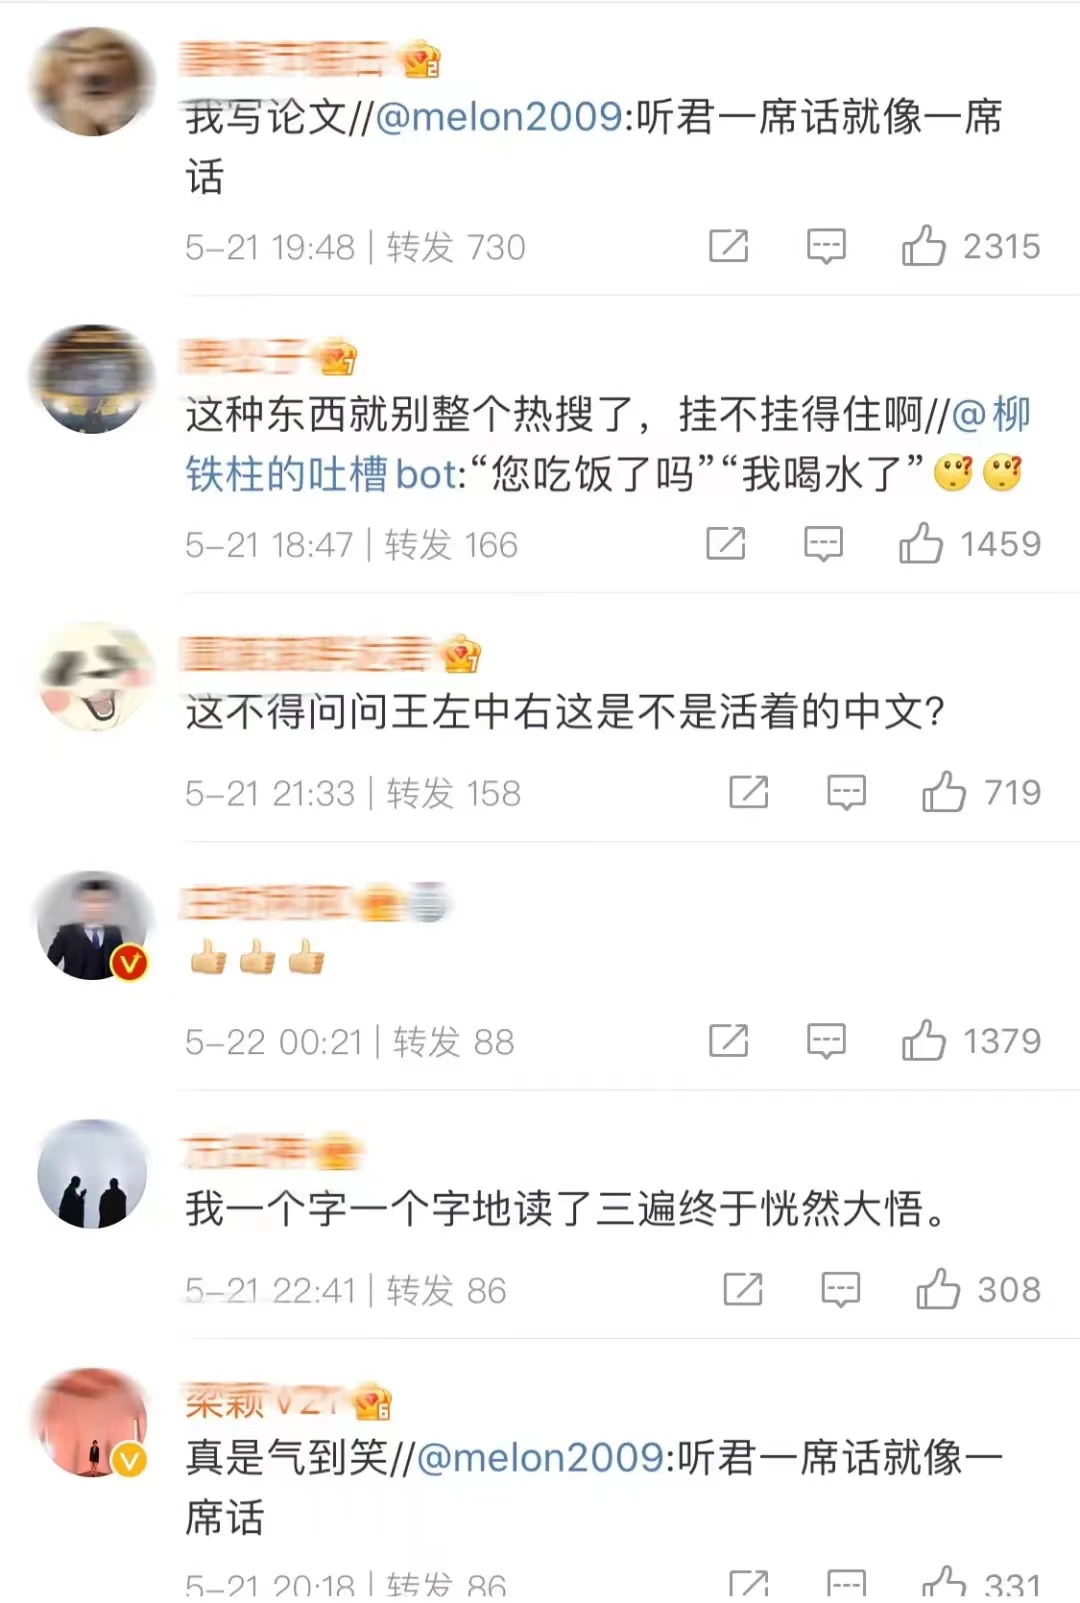 我写论文//@melon2009:听君一席话就像一席
话
5-21 19:48 | 转发 730
2315
这种东西就别整个热搜了，挂不挂得住啊//@柳
铁柱的吐槽bot:“您吃饭了吗”“我喝水了”
5-21 18:47 | 转发 166
1459
这不得问问王左中右这是不是活着的中文?
5-21 21:33 | 转发 158
719
5-22 00:21 | 转发 88
1379
我一个字一个字地读了三遍终于恍然大悟。
5-21 22:41 | 转发 86
308
梁颖
真是气到笑//@melon2009:听君一席话就像一
席话
5-21 20:18 | 转发 86
331